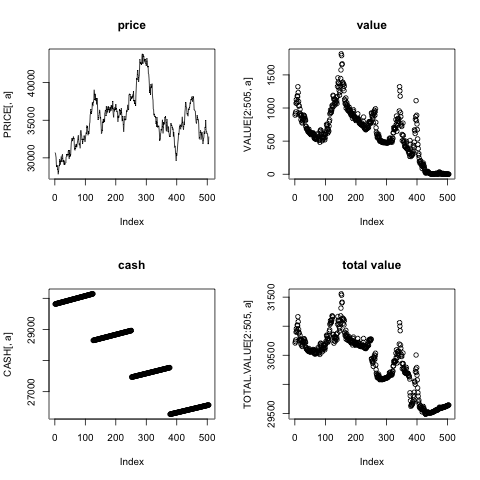 price
PRICE[, a]
30000 35000 40000
0 100 200 300 400 500
Index
value
VALUE[2:505, a]
0 500 1000 1500
0 100 200 300 400 500
Index
cash
CASH[, a]
27000 29000
0 100 200 300 400 500
Index
total value
TOTAL.VALUE[2:505, a]
29500 30500 31500
0 100 200 300 400 500
Index